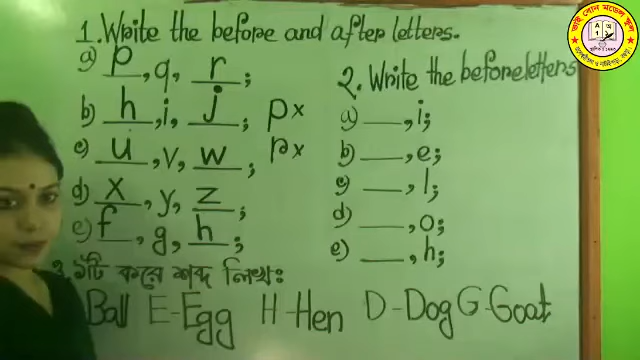 1. Write the before and after letters.
a) p, q, r;
b) h, i, j; p×
c) u, v, w; p×
d) x, y, z;
e) f, g, h;
2. Write the before letters
a) ___, i;
b) ___, e;
c) ___, l;
d) ___, o;
e) ___, h;
৩. ১টি করে শব্দ লিখ:
Ball E-Egg H-Hen D-Dog G-Goat